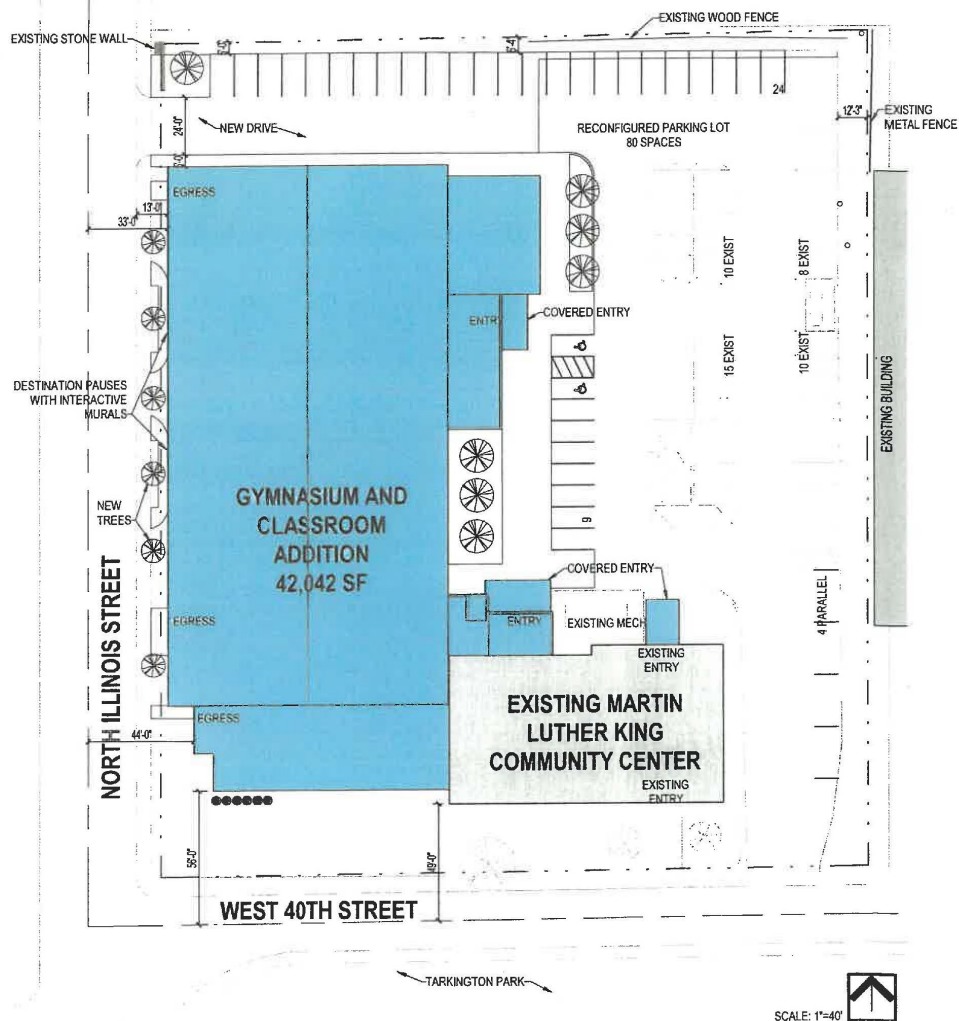 EXISTING WOOD FENCE
EXISTING STONE WALL
6'-0"
6'-4"
24
24'-0"
NEW DRIVE
RECONFIGURED PARKING LOT
80 SPACES
12'-3"
EXISTING
METAL FENCE
EGRESS
13'-0"
33'-0"
10 EXIST
8 EXIST
ENTRY
COVERED ENTRY
15 EXIST
10 EXIST
DESTINATION PAUSES
WITH INTERACTIVE
MURALS
EXISTING BUILDING
GYMNASIUM AND
CLASSROOM
ADDITION
42,042 SF
NEW
TREES
9
NORTH ILLINOIS STREET
COVERED ENTRY
4 PARALLEL
EGRESS
ENTRY
EXISTING MECH
EXISTING
ENTRY
EXISTING MARTIN
LUTHER KING
COMMUNITY CENTER
EGRESS
44'-0"
EXISTING
ENTRY
56'-0"
49'-0"
WEST 40TH STREET
TARKINGTON PARK
SCALE: 1"=40'